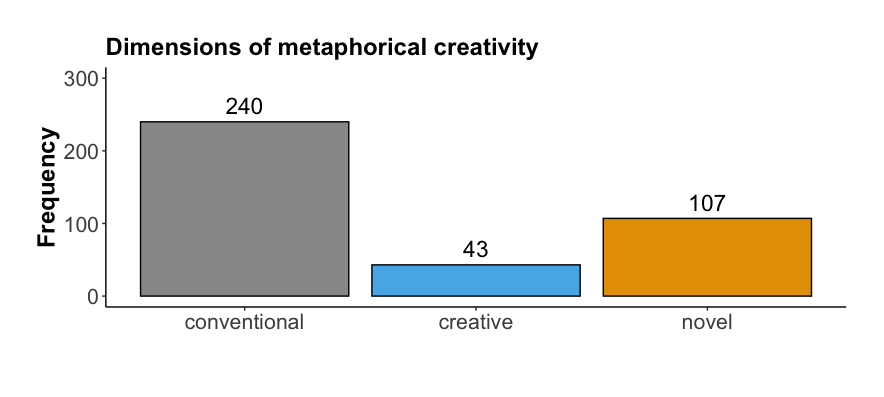 Dimensions of metaphorical creativity
Frequency
300
200
100
0
240
43
107
conventional
creative
novel